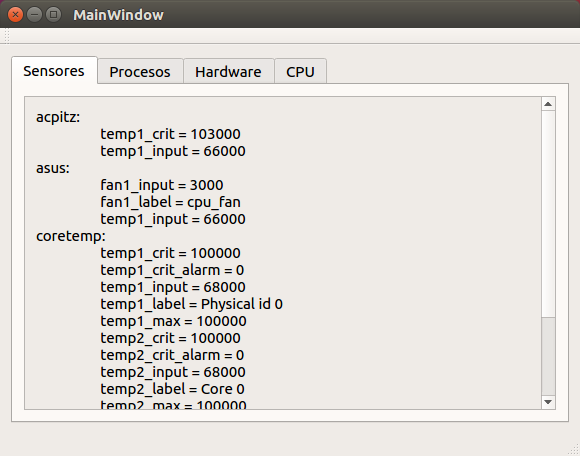 MainWindow
Sensores
Procesos
Hardware
CPU
acpitz:
temp1_crit = 103000
temp1_input = 66000
asus:
fan1_input = 3000
fan1_label = cpu_fan
temp1_input = 66000
coretemp:
temp1_crit = 100000
temp1_crit_alarm = 0
temp1_input = 68000
temp1_label = Physical id 0
temp1_max = 100000
temp2_crit = 100000
temp2_crit_alarm = 0
temp2_input = 68000
temp2_label = Core 0
temp2_max = 100000